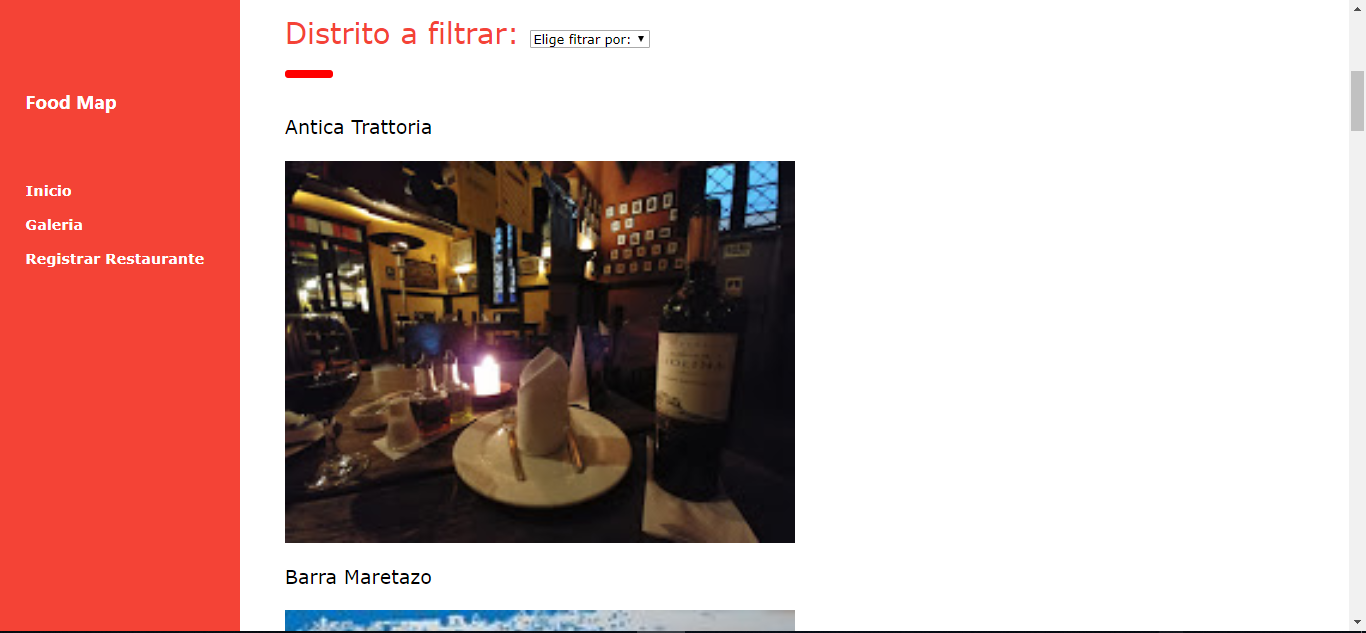 Food Map
Inicio
Galeria
Registrar Restaurante
Distrito a filtrar:
Elige fitrar por:
Antica Trattoria
Barra Maretazo